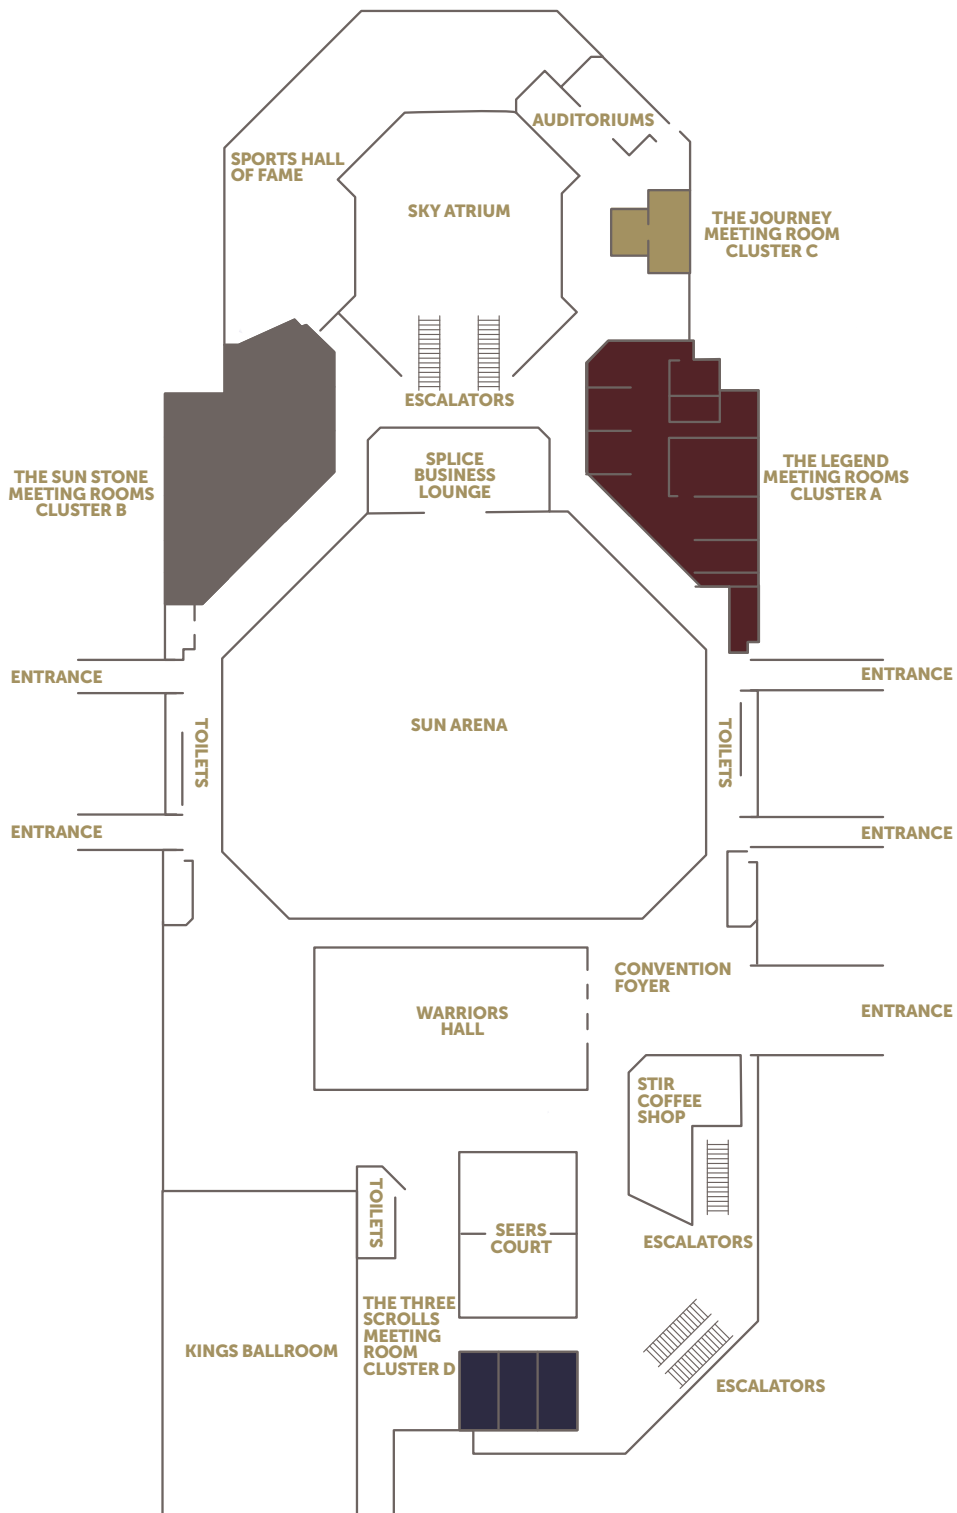 AUDITORIUMS
SPORTS HALL
OF FAME
SKY ATRIUM
THE JOURNEY
MEETING ROOM
CLUSTER C
ESCALATORS
SPLICE
BUSINESS
LOUNGE
THE SUN STONE
MEETING ROOMS
CLUSTER B
THE LEGEND
MEETING ROOMS
CLUSTER A
ENTRANCE
ENTRANCE
TOILETS
SUN ARENA
TOILETS
ENTRANCE
ENTRANCE
CONVENTION
FOYER
WARRIORS
HALL
ENTRANCE
STIR
COFFEE
SHOP
TOILETS
SEERS
COURT
ESCALATORS
THE THREE
SCROLLS
MEETING
ROOM
CLUSTER D
KINGS BALLROOM
ESCALATORS